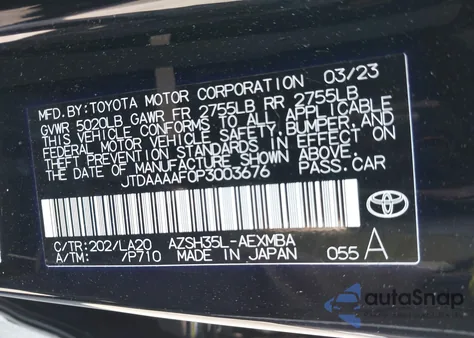 MFD.BY:TOYOTA MOTOR CORPORATION 03/23
GVWR 5020LB GAWR FR 2755LB RR 2755LB
THIS VEHICLE CONFORMS TO ALL APPLICABLE
FEDERAL MOTOR VEHICLE SAFETY,BUMPER,AND
THEFT PREVENTION STANDARDS IN EFFECT ON
THE DATE OF MANUFACTURE SHOWN ABOVE.
JTDAAAAF0P3003676 PASS.CAR
C/TR:202/LA20 AZSH35L-AEXMBA
A/TM: /P710 MADE IN JAPAN 055 A
autoSnap